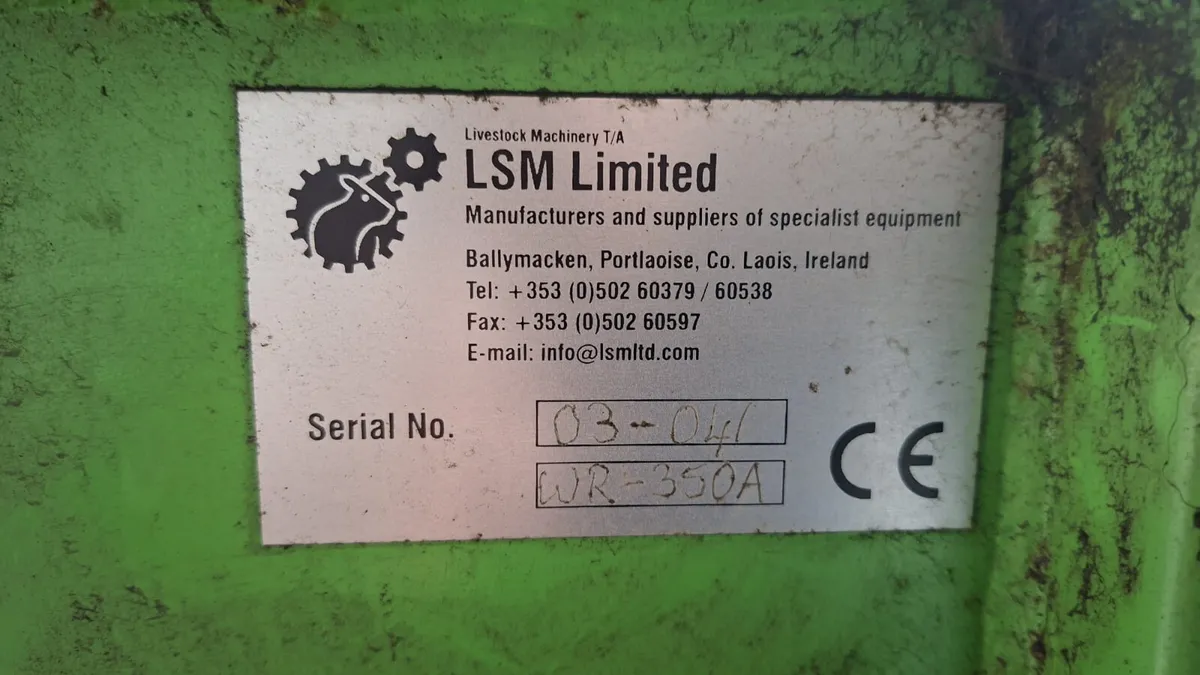 Livestock Machinery T/A
LSM Limited
Manufacturers and suppliers of specialist equipment
Ballymacken, Portlaoise, Co. Laois, Ireland
Tel: +353 (0)502 60379 / 60538
Fax: +353 (0)502 60597
E-mail: info@lsmltd.com
Serial No. 03-041
WR-350A
CE